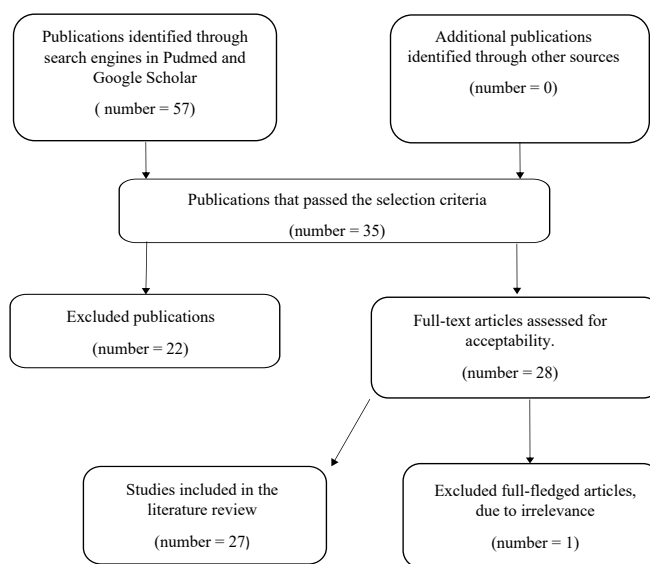 Publications identified through
search engines in Pudmed and
Google Scholar
( number = 57)
Additional publications
identified through other sources
(number = 0)
Publications that passed the selection criteria
(number = 35)
Excluded publications
(number = 22)
Full-text articles assessed for
acceptability.
(number = 28)
Studies included in the
literature review
(number = 27)
Excluded full-fledged articles,
due to irrelevance
(number = 1)